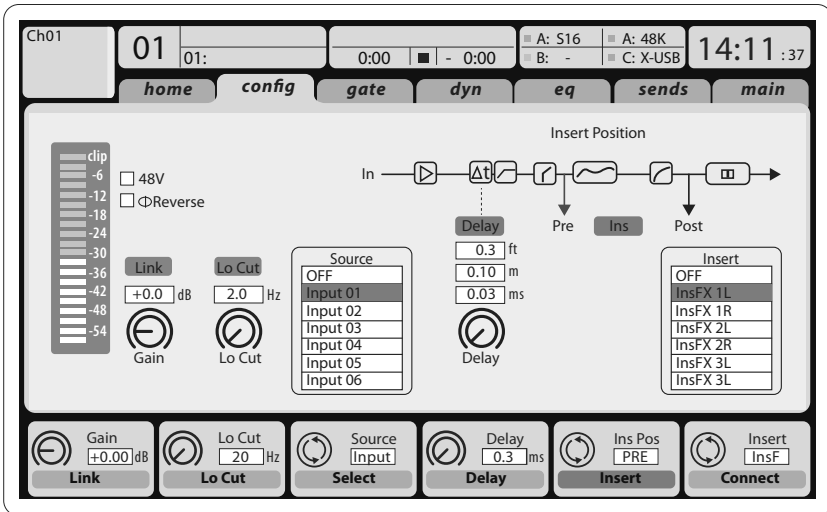 Ch01
01 01:
0:00 - 0:00
A: S16 A: 48K
B: - C: X-USB
14:11 :37
home config gate dyn eq sends main
Insert Position
clip
-6
-12
-18
-24
-30
-36
-42
-48
-54
48V
ΦReverse
In
Δt
Delay
Pre Ins Post
0.3 ft
0.10 m
0.03 ms
Delay
Link
+0.0 dB
Gain
Lo Cut
2.0 Hz
Lo Cut
Source
OFF
Input 01
Input 02
Input 03
Input 04
Input 05
Input 06
Insert
OFF
InsFX 1L
InsFX 1R
InsFX 2L
InsFX 2R
InsFX 3L
InsFX 3L
Gain
+0.00 dB
Link
Lo Cut
20 Hz
Lo Cut
Source
Input
Select
Delay
0.3 ms
Delay
Ins Pos
PRE
Insert
Insert
InsF
Connect